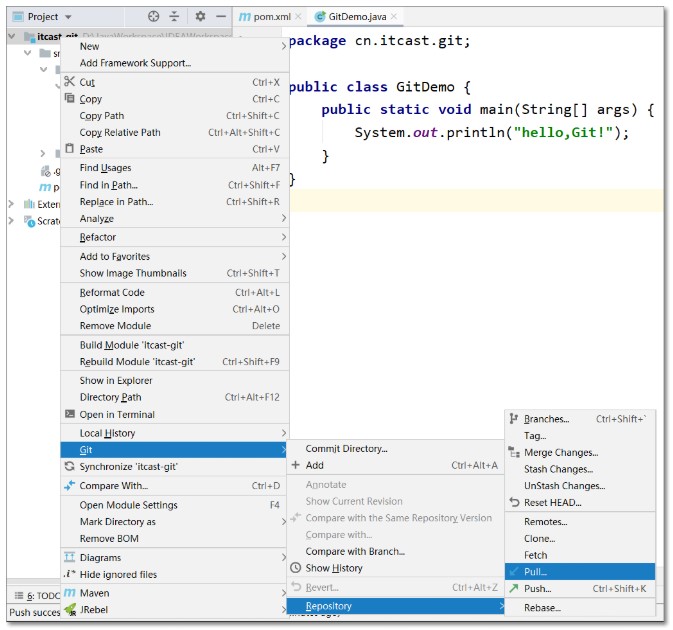 Project
pom.xml
GitDemo.java
itcast-git D:\Java\Workspace\IDEAWorkspace
package cn.itcast.git;
public class GitDemo {
public static void main(String[] args) {
System.out.println("hello,Git!");
}
}
New
Add Framework Support...
Cut Ctrl+X
Copy Ctrl+C
Copy Path Ctrl+Shift+C
Copy Relative Path Ctrl+Alt+Shift+C
Paste Ctrl+V
Find Usages Alt+F7
Find in Path... Ctrl+Shift+F
Replace in Path... Ctrl+Shift+R
Analyze
Refactor
Add to Favorites
Show Image Thumbnails Ctrl+Shift+T
Reformat Code Ctrl+Alt+L
Optimize Imports Ctrl+Alt+O
Remove Module Delete
Build Module 'itcast-git'
Rebuild Module 'itcast-git' Ctrl+Shift+F9
Show in Explorer
Directory Path Ctrl+Alt+F12
Open in Terminal
Local History
Git
Synchronize 'itcast-git'
Compare With... Ctrl+D
Open Module Settings F4
Mark Directory as
Remove BOM
Diagrams
Hide ignored files
Maven
JRebel
Commit Directory...
Add Ctrl+Alt+A
Annotate
Show Current Revision
Compare with the Same Repository Version
Compare with...
Compare with Branch...
Show History
Revert... Ctrl+Alt+Z
Repository
Branches... Ctrl+Shift+`
Tag...
Merge Changes...
Stash Changes...
UnStash Changes...
Reset HEAD...
Remotes...
Clone...
Fetch
Pull...
Push... Ctrl+Shift+K
Rebase...
6: TODO
Push succes